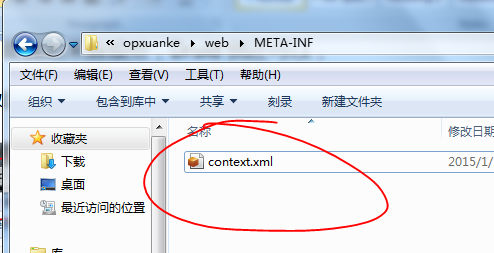 opxuanke ▸ web ▸ META-INF
文件(F) 编辑(E) 查看(V) 工具(T) 帮助(H)
组织 包含到库中 共享 刻录 新建文件夹
收藏夹
下载
桌面
最近访问的位置
库
名称 修改日期
context.xml 2015/1/